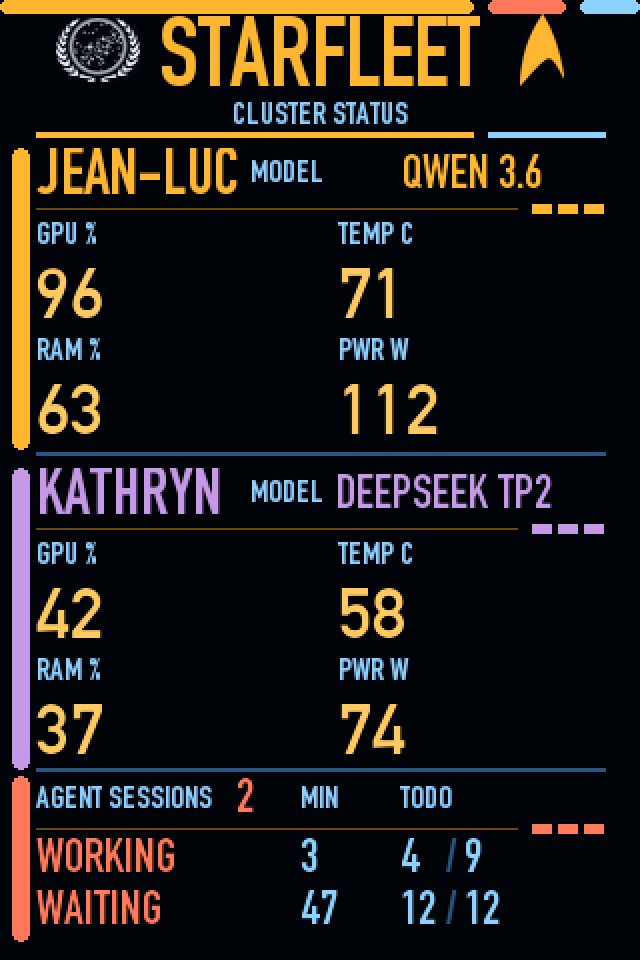 STARFLEET
CLUSTER STATUS
JEAN-LUC MODEL QWEN 3.6
GPU % TEMP C
96 71
RAM % PWR W
63 112
KATHRYN MODEL DEEPSEEK TP2
GPU % TEMP C
42 58
RAM % PWR W
37 74
AGENT SESSIONS 2 MIN TODO
WORKING 3 4 / 9
WAITING 47 12 / 12